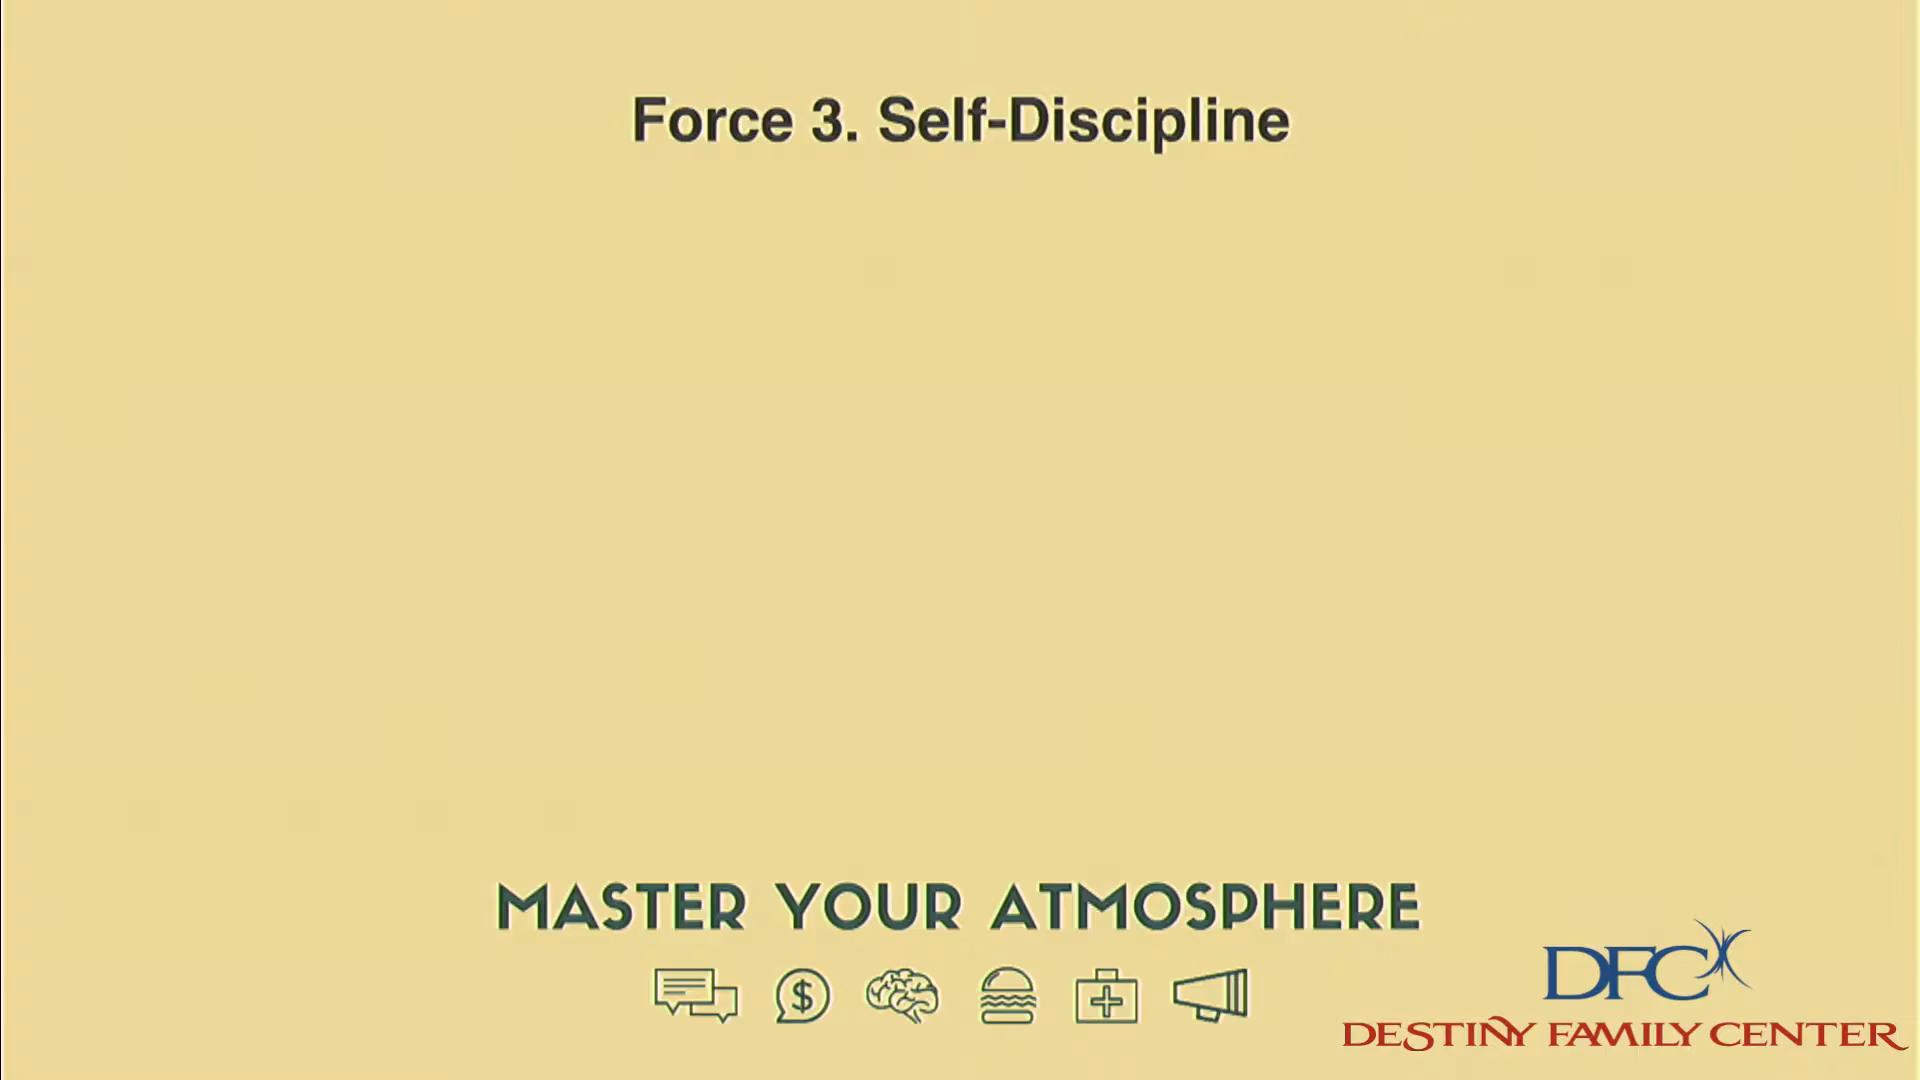 Force 3. Self-Discipline
MASTER YOUR ATMOSPHERE
$
DFC
DESTINY FAMILY CENTER